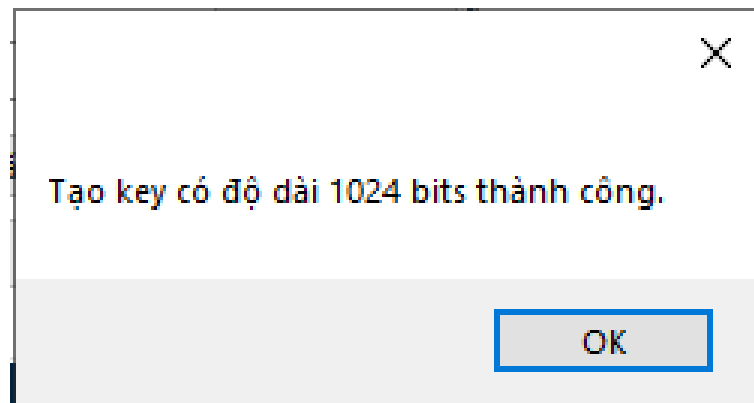 Tạo key có độ dài 1024 bits thành công.
OK